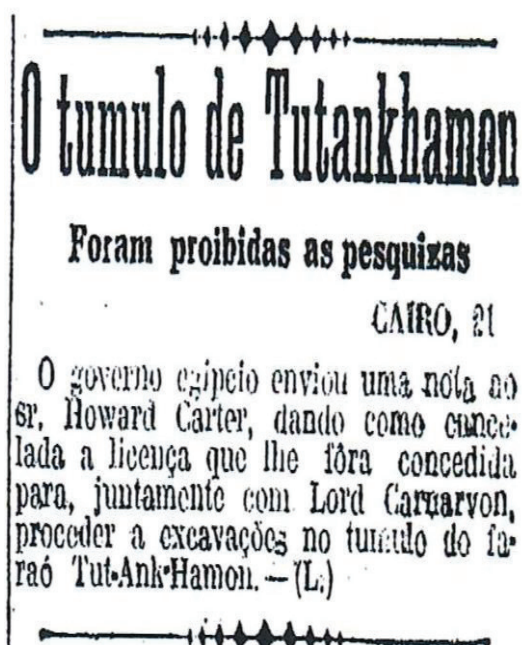 O tumulo de Tutankhamon
Foram proibidas as pesquizas
CAIRO, 21
O governo egipcio enviou uma nota ao
sr. Howard Carter, dando como cance-
lada a licença que lhe fôra concedida
para, juntamente com Lord Carnarvon,
proceder a excavações no tumulo do fa-
raó Tut-Ank-Hamon. — (L.)